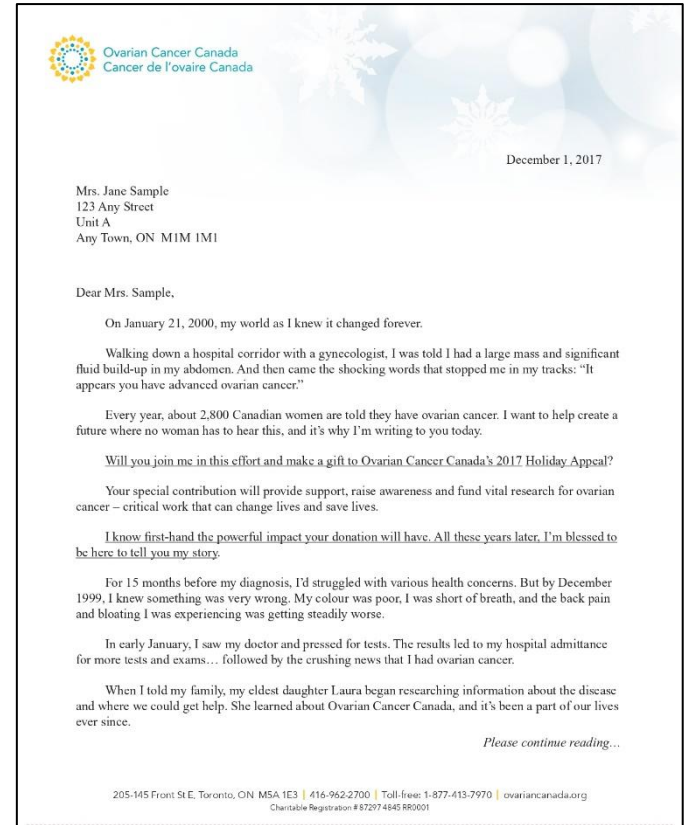 Ovarian Cancer Canada
Cancer de l'ovaire Canada
December 1, 2017
Mrs. Jane Sample
123 Any Street
Unit A
Any Town, ON  M1M 1M1
Dear Mrs. Sample,
On January 21, 2000, my world as I knew it changed forever.
Walking down a hospital corridor with a gynecologist, I was told I had a large mass and significant
fluid build-up in my abdomen. And then came the shocking words that stopped me in my tracks: “It
appears you have advanced ovarian cancer.”
Every year, about 2,800 Canadian women are told they have ovarian cancer. I want to help create a
future where no woman has to hear this, and it’s why I’m writing to you today.
Will you join me in this effort and make a gift to Ovarian Cancer Canada’s 2017 Holiday Appeal?
Your special contribution will provide support, raise awareness and fund vital research for ovarian
cancer – critical work that can change lives and save lives.
I know first-hand the powerful impact your donation will have. All these years later, I’m blessed to
be here to tell you my story.
For 15 months before my diagnosis, I’d struggled with various health concerns. But by December
1999, I knew something was very wrong. My colour was poor, I was short of breath, and the back pain
and bloating I was experiencing was getting steadily worse.
In early January, I saw my doctor and pressed for tests. The results led to my hospital admittance
for more tests and exams… followed by the crushing news that I had ovarian cancer.
When I told my family, my eldest daughter Laura began researching information about the disease
and where we could get help. She learned about Ovarian Cancer Canada, and it’s been a part of our lives
ever since.
Please continue reading…
205-145 Front St E, Toronto, ON  M5A 1E3 | 416-962-2700 | Toll-free: 1-877-413-7970 | ovariancanada.org
Charitable Registration # 87297 4845 RR0001